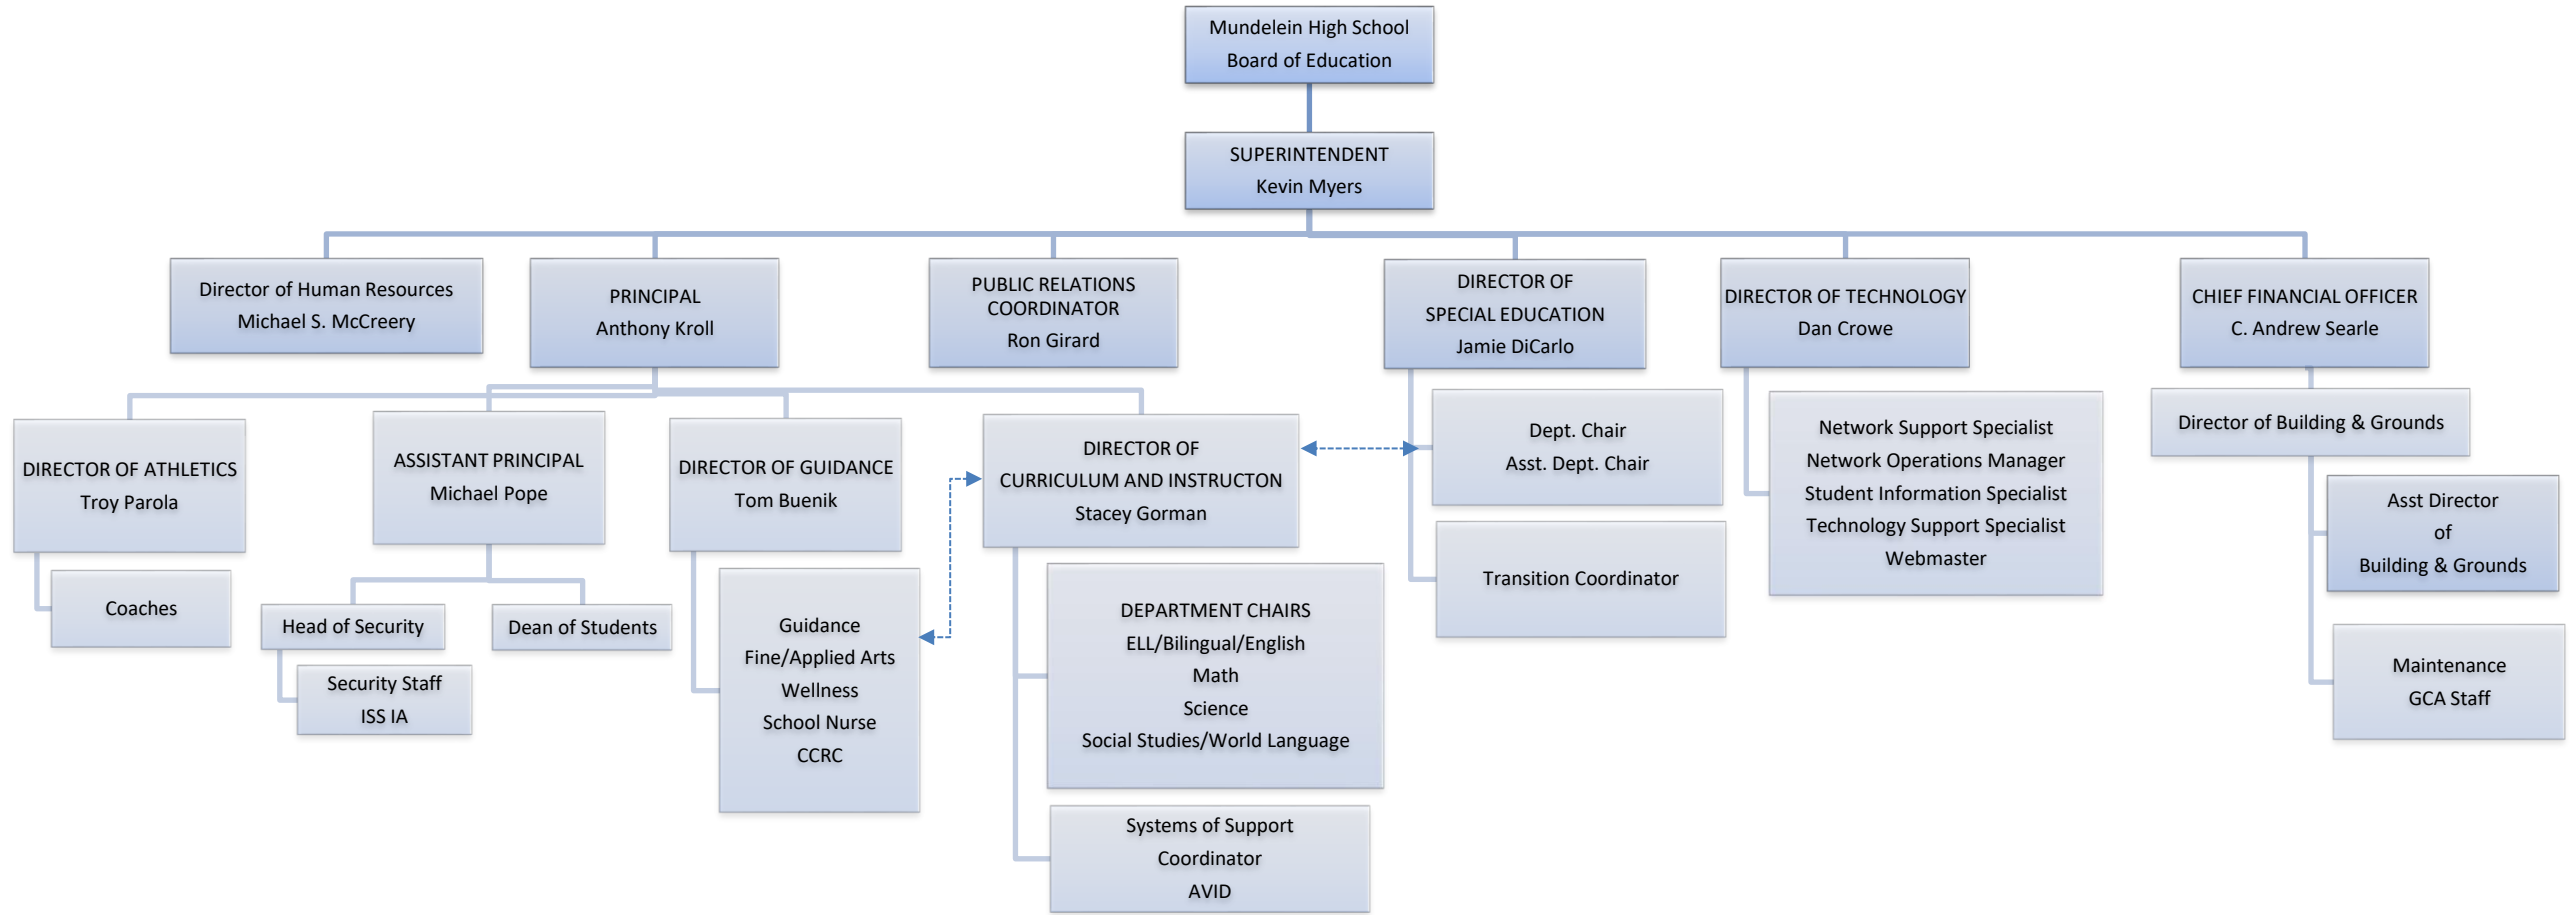 Mundelein High School
Board of Education
SUPERINTENDENT
Kevin Myers
Director of Human Resources
Michael S. McCreery
PRINCIPAL
Anthony Kroll
PUBLIC RELATIONS
COORDINATOR
Ron Girard
DIRECTOR OF
SPECIAL EDUCATION
Jamie DiCarlo
DIRECTOR OF TECHNOLOGY
Dan Crowe
CHIEF FINANCIAL OFFICER
C. Andrew Searle
DIRECTOR OF ATHLETICS
Troy Parola
Coaches
ASSISTANT PRINCIPAL
Michael Pope
Head of Security
Security Staff
ISS IA
Dean of Students
DIRECTOR OF GUIDANCE
Tom Buenik
Guidance
Fine/Applied Arts
Wellness
School Nurse
CCRC
DIRECTOR OF
CURRICULUM AND INSTRUCTON
Stacey Gorman
DEPARTMENT CHAIRS
ELL/Bilingual/English
Math
Science
Social Studies/World Language
Systems of Support
Coordinator
AVID
Dept. Chair
Asst. Dept. Chair
Transition Coordinator
Network Support Specialist
Network Operations Manager
Student Information Specialist
Technology Support Specialist
Webmaster
Director of Building & Grounds
Asst Director
of
Building & Grounds
Maintenance
GCA Staff